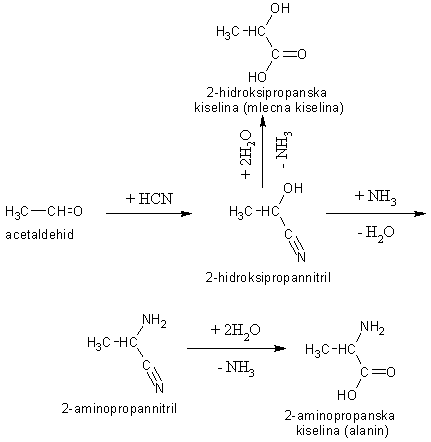 OH
H₃C–HC
C=O
HO
2-hidroksipropanska
kiselina (mlecna kiselina)
+ 2H₂O
- NH₃
H₃C–CH=O
acetaldehid
+ HCN
OH
H₃C–HC
C
N
2-hidroksipropannitril
+ NH₃
- H₂O
NH₂
H₃C–HC
C
N
2-aminopropannitril
+ 2H₂O
- NH₃
NH₂
H₃C–HC
C=O
HO
2-aminopropanska
kiselina (alanin)